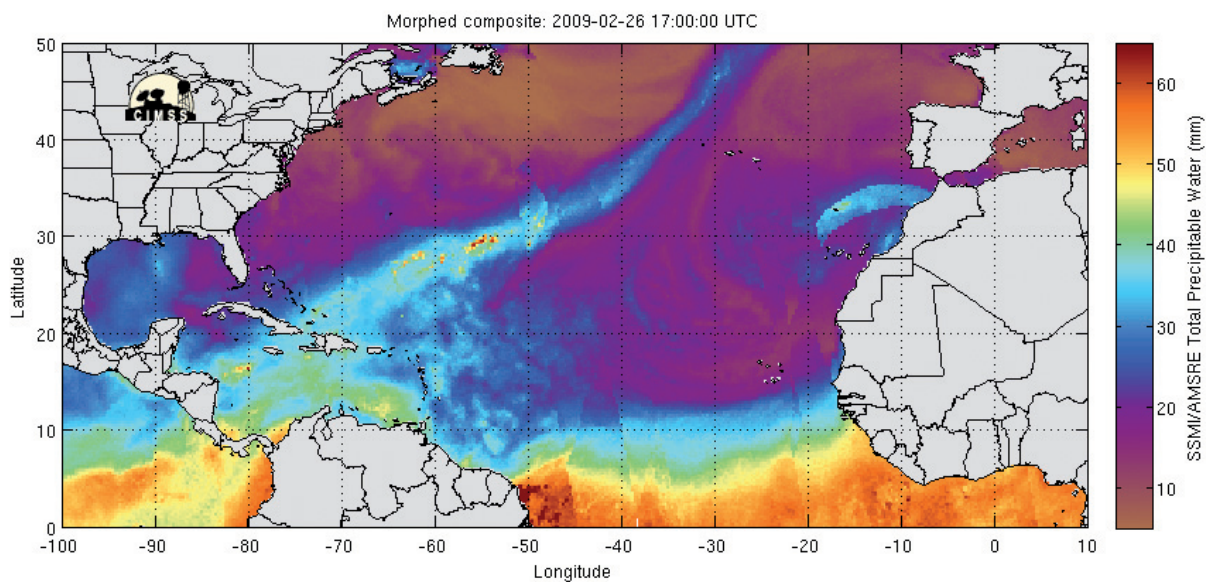 Morphed composite: 2009-02-26 17:00:00 UTC
50
40
30
20
10
0
Latitude
CIMSS
-100 -90 -80 -70 -60 -50 -40 -30 -20 -10 0 10
Longitude
60
50
40
30
20
10
SSMI/AMSRE Total Precipitable Water (mm)